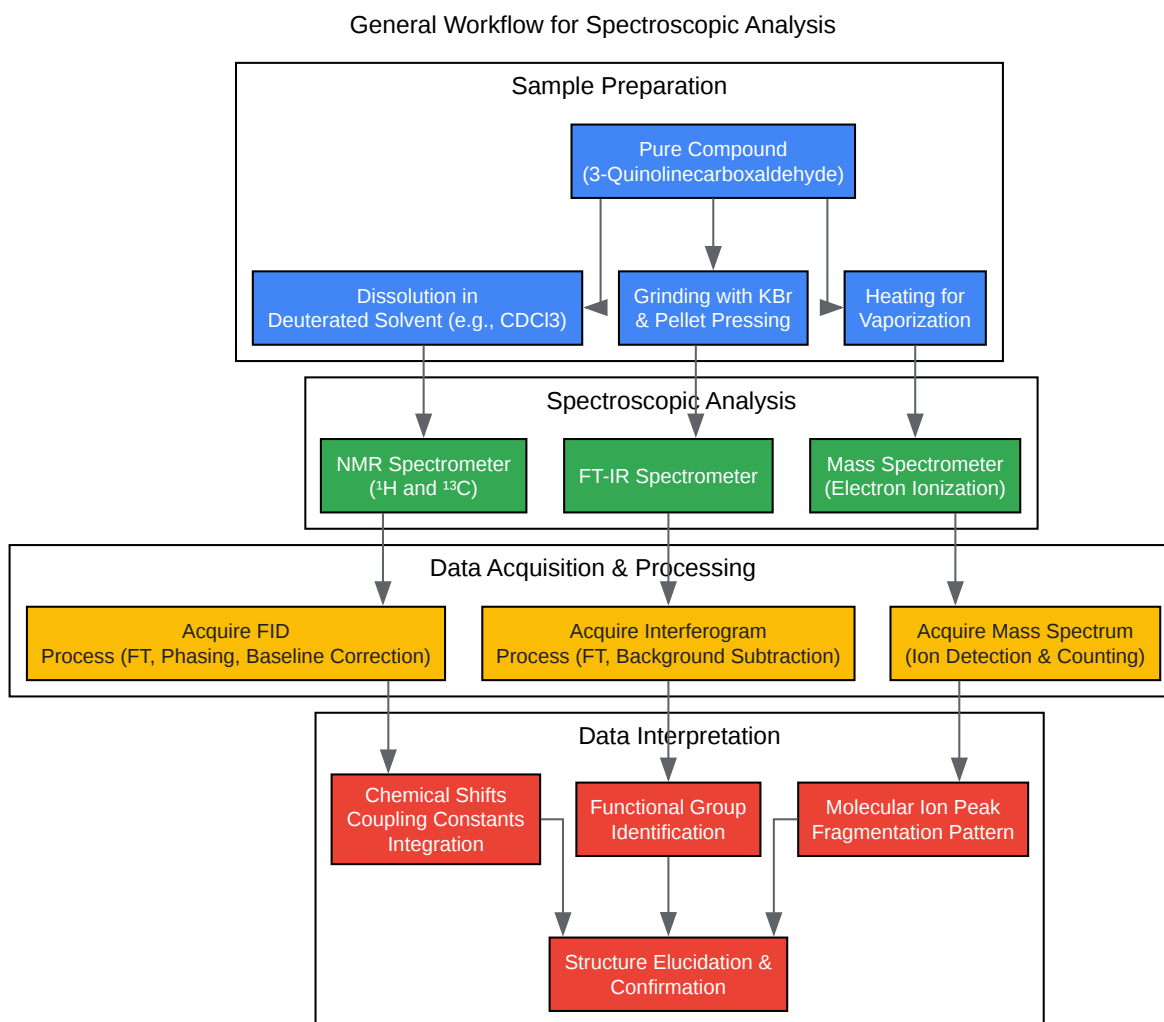 General Workflow for Spectroscopic Analysis
Sample Preparation
Pure Compound
(3-Quinolinecarboxaldehyde)
Dissolution in
Deuterated Solvent (e.g., CDCl3)
Grinding with KBr
& Pellet Pressing
Heating for
Vaporization
Spectroscopic Analysis
NMR Spectrometer
(¹H and ¹³C)
FT-IR Spectrometer
Mass Spectrometer
(Electron Ionization)
Data Acquisition & Processing
Acquire FID
Process (FT, Phasing, Baseline Correction)
Acquire Interferogram
Process (FT, Background Subtraction)
Acquire Mass Spectrum
(Ion Detection & Counting)
Data Interpretation
Chemical Shifts
Coupling Constants
Integration
Functional Group
Identification
Molecular Ion Peak
Fragmentation Pattern
Structure Elucidation &
Confirmation